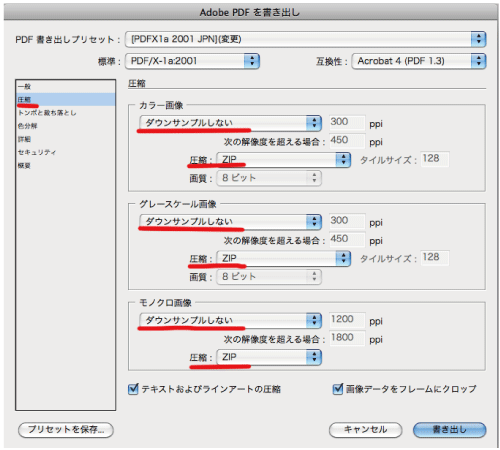 Adobe PDF を書き出し
PDF 書き出しプリセット： [PDFX1a 2001 JPN](変更)
標準： PDF/X-1a:2001 互換性： Acrobat 4 (PDF 1.3)
一般
圧縮
トンボと裁ち落とし
色分解
詳細
セキュリティ
概要
圧縮
カラー画像
ダウンサンプルしない 300 ppi
次の解像度を超える場合： 450 ppi
圧縮： ZIP タイルサイズ： 128
画質： 8 ビット
グレースケール画像
ダウンサンプルしない 300 ppi
次の解像度を超える場合： 450 ppi
圧縮： ZIP タイルサイズ： 128
画質： 8 ビット
モノクロ画像
ダウンサンプルしない 1200 ppi
次の解像度を超える場合： 1800 ppi
圧縮： ZIP
テキストおよびラインアートの圧縮 画像データをフレームにクロップ
プリセットを保存... キャンセル 書き出し